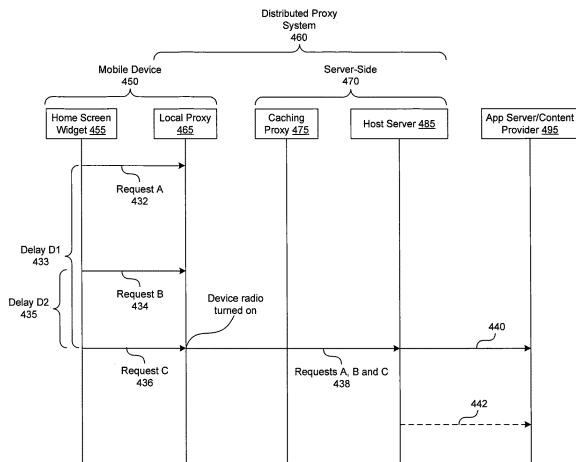 Distributed Proxy
System
460
Mobile Device
450
Server-Side
470
Home Screen
Widget 455
Local Proxy
465
Caching
Proxy 475
Host Server 485
App Server/Content
Provider 495
Request A
432
Delay D1
433
Delay D2
435
Request B
434
Device radio
turned on
Request C
436
Requests A, B and C
438
440
442